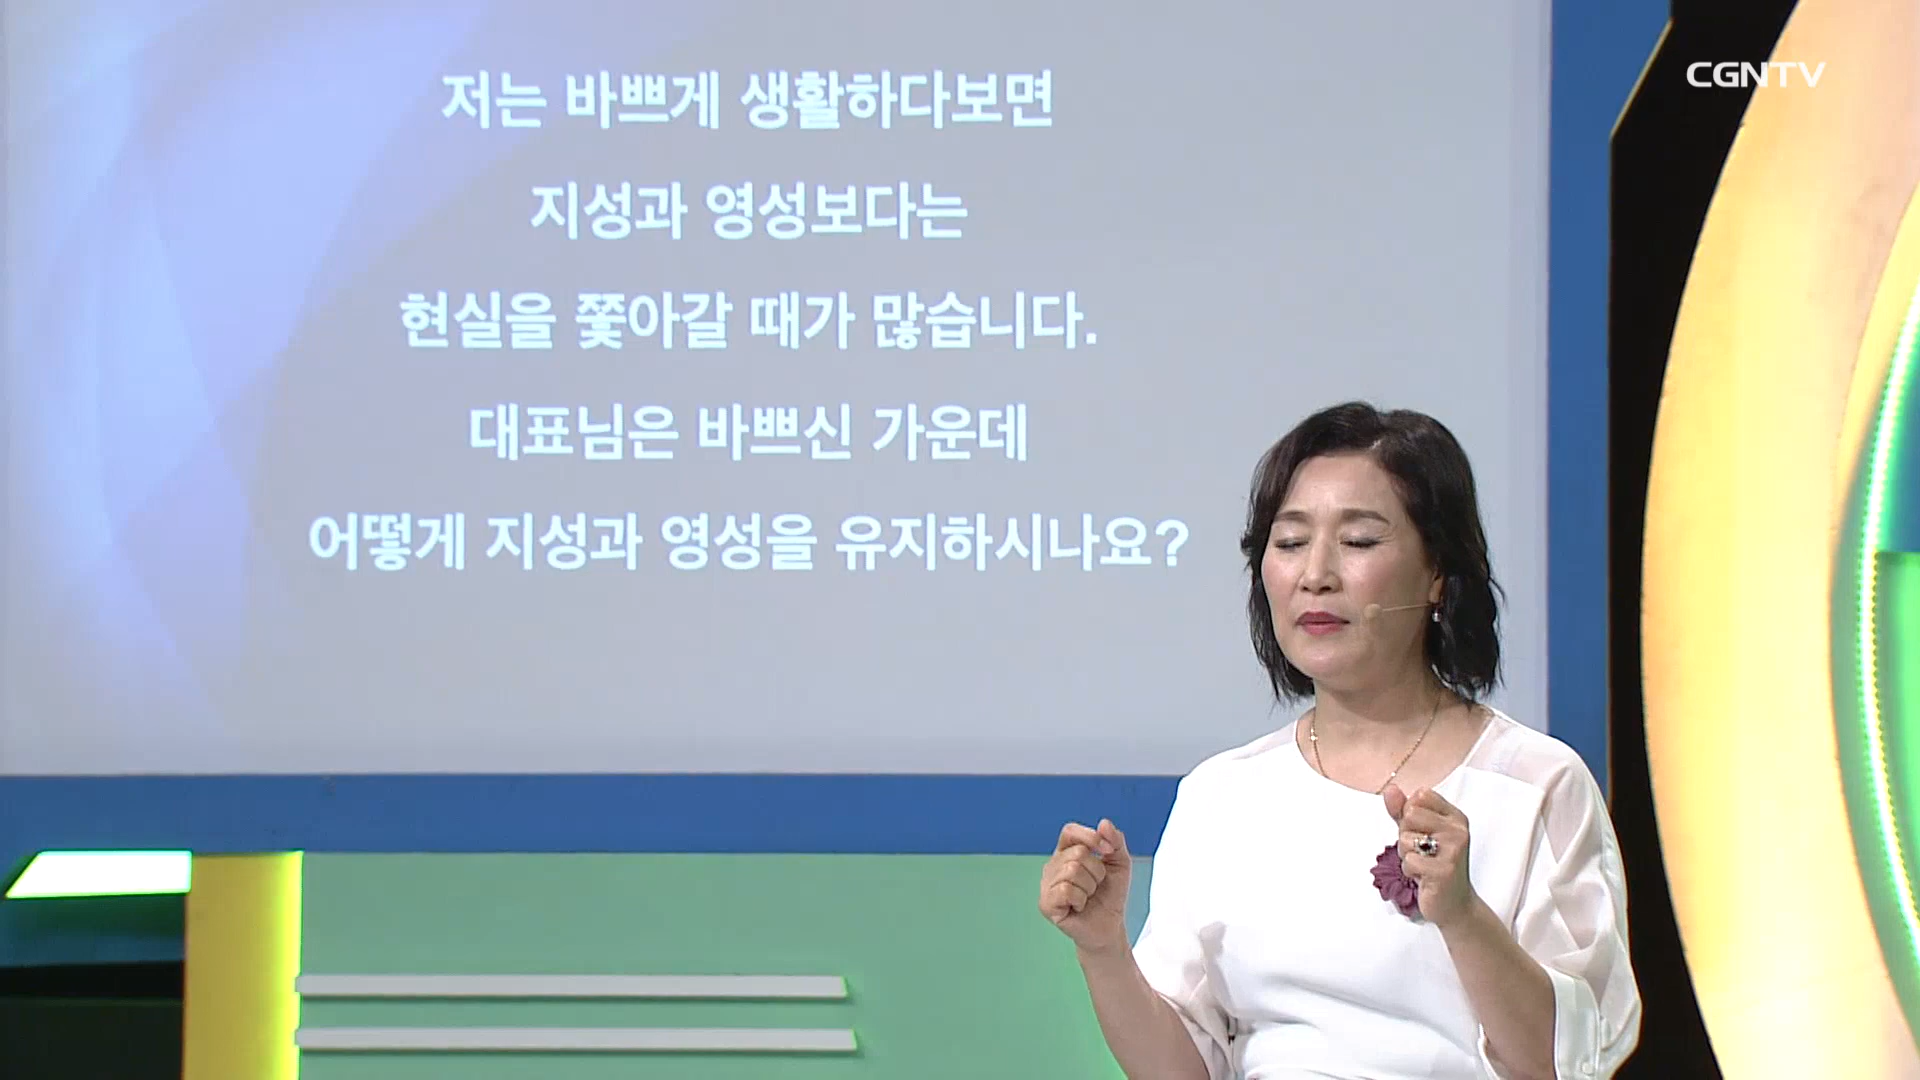 CGNTV
저는 바쁘게 생활하다보면
지성과 영성보다는
현실을 쫓아갈 때가 많습니다.
대표님은 바쁘신 가운데
어떻게 지성과 영성을 유지하시나요?